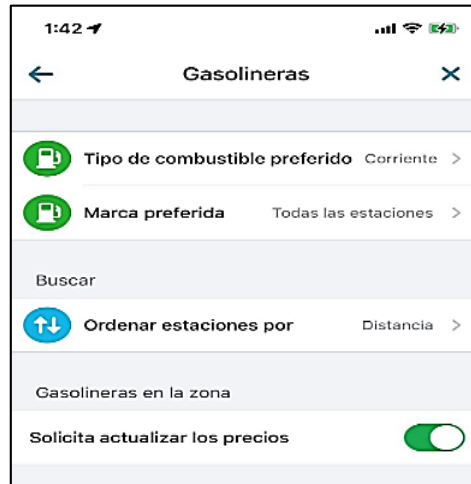 1:42
Gasolineras
Tipo de combustible preferido Corriente
Marca preferida Todas las estaciones
Buscar
Ordenar estaciones por Distancia
Gasolineras en la zona
Solicita actualizar los precios